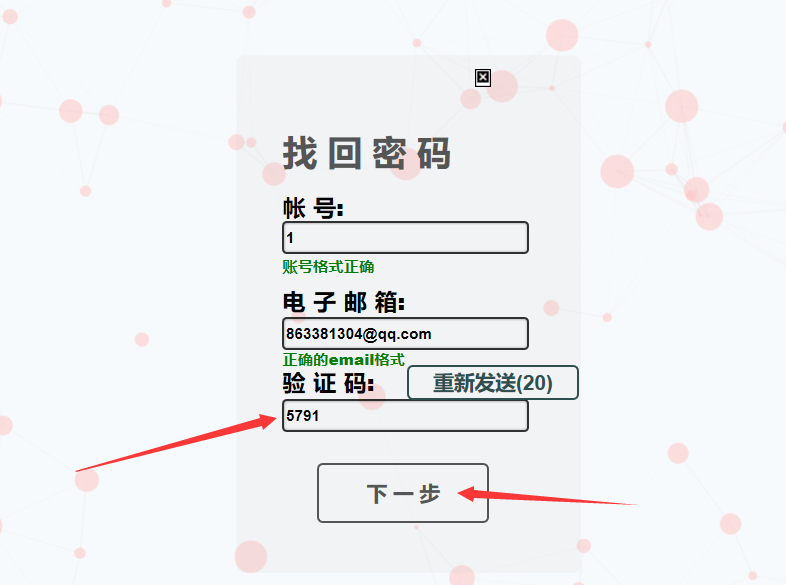 找回密码
帐 号:
1
账号格式正确
电 子 邮 箱:
863381304@qq.com
正确的email格式
验 证 码:
重新发送(20)
5791
下一步